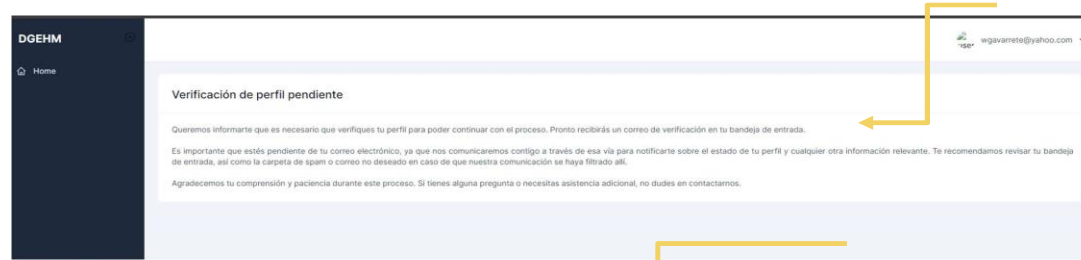 DGEHM
wgavarrete@yahoo.com
Home
Verificación de perfil pendiente
Queremos informarte que es necesario que verifiques tu perfil para poder continuar con el proceso. Pronto recibirás un correo de verificación en tu bandeja de entrada.
Es importante que estés pendiente de tu correo electrónico, ya que nos comunicaremos contigo a través de esa vía para notificarte sobre el estado de tu perfil y cualquier otra información relevante. Te recomendamos revisar tu bandeja
de entrada, así como la carpeta de spam o correo no deseado en caso de que nuestra comunicación se haya filtrado allí.
Agradecemos tu comprensión y paciencia durante este proceso. Si tienes alguna pregunta o necesitas asistencia adicional, no dudes en contactarnos.